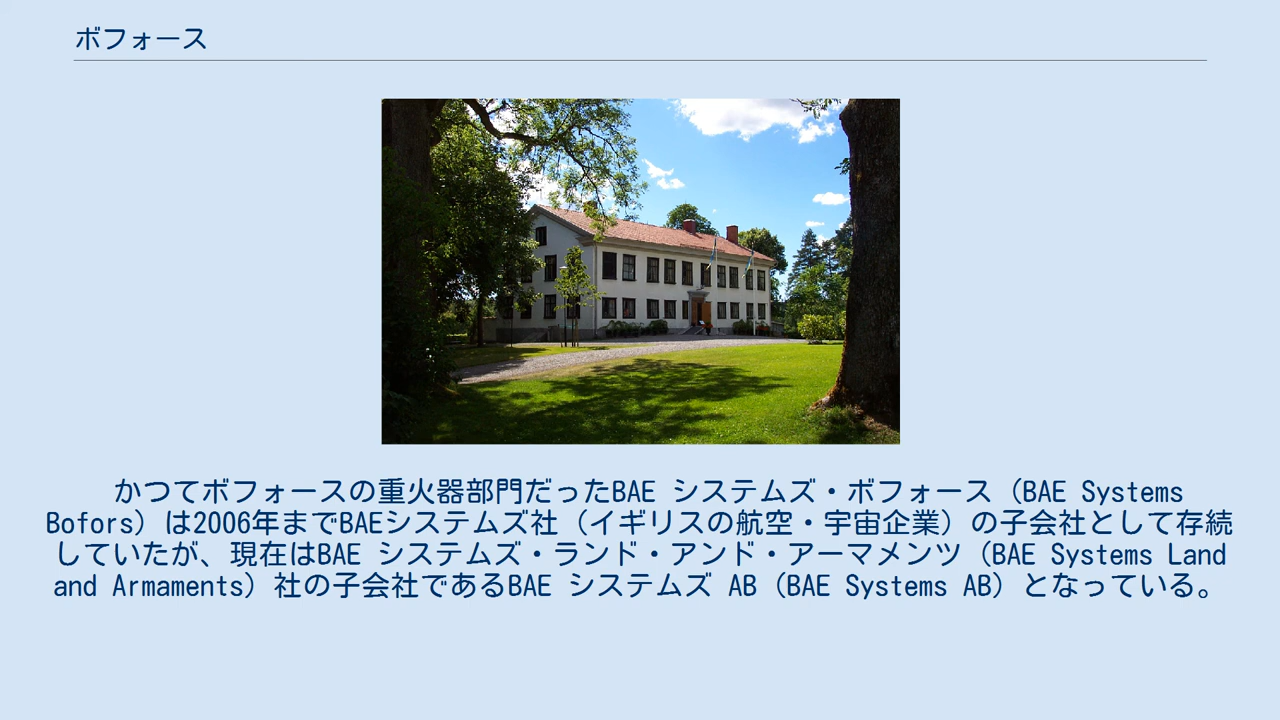 ボフォース
かつてボフォースの重火器部門だったBAE システムズ・ボフォース（BAE Systems
Bofors）は2006年までBAEシステムズ社（イギリスの航空・宇宙企業）の子会社として存続
していたが、現在はBAE システムズ・ランド・アンド・アーマメンツ（BAE Systems Land
and Armaments）社の子会社であるBAE システムズ AB（BAE Systems AB）となっている。